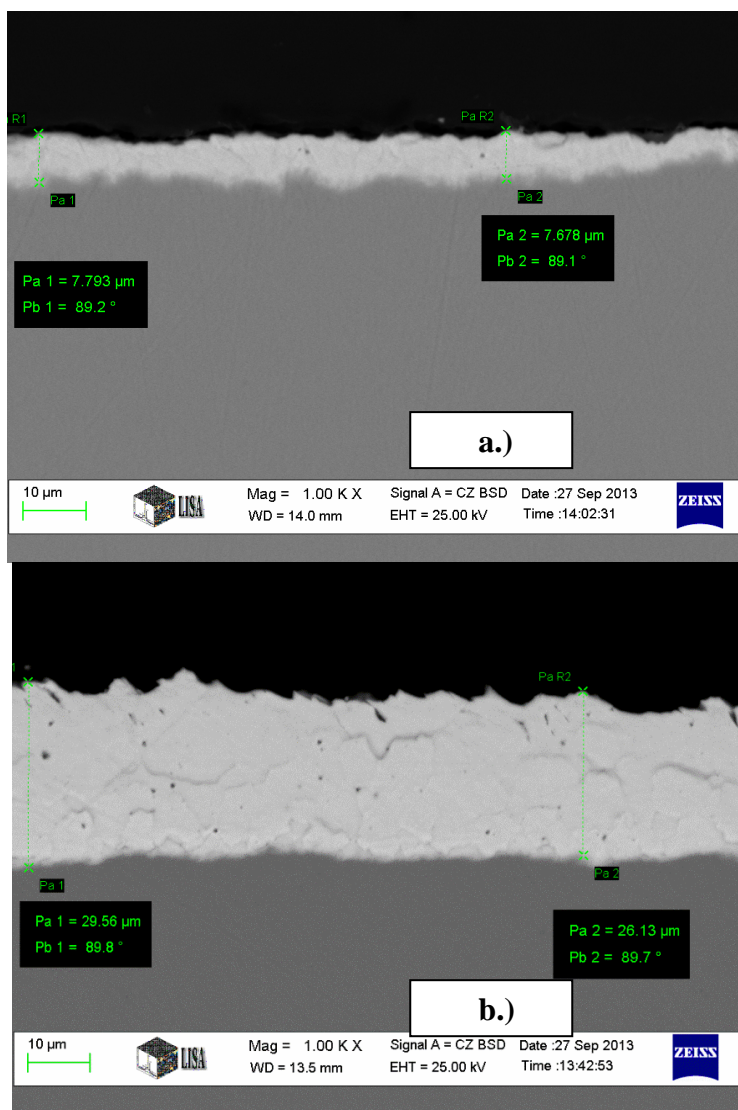 Pa R1
Pa R2
Pa 1
Pa 2
Pa 2 = 7.678 µm
Pb 2 = 89.1 °
Pa 1 = 7.793 µm
Pb 1 = 89.2 °
a.)
10 µm
LISA
Mag = 1.00 K X
WD = 14.0 mm
Signal A = CZ BSD
EHT = 25.00 kV
Date :27 Sep 2013
Time :14:02:31
ZEISS
Pa R2
Pa 1
Pa 2
Pa 1 = 29.56 µm
Pb 1 = 89.8 °
Pa 2 = 26.13 µm
Pb 2 = 89.7 °
b.)
10 µm
LISA
Mag = 1.00 K X
WD = 13.5 mm
Signal A = CZ BSD
EHT = 25.00 kV
Date :27 Sep 2013
Time :13:42:53
ZEISS